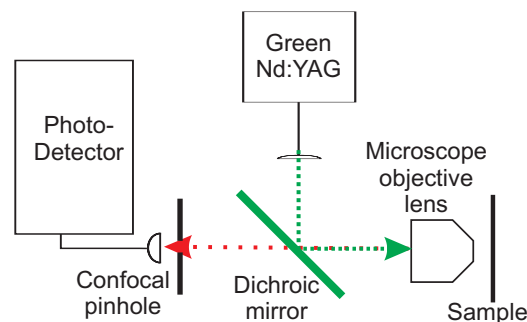 Green
Nd:YAG
Photo-
Detector
Microscope
objective
lens
Confocal
pinhole
Dichroic
mirror
Sample